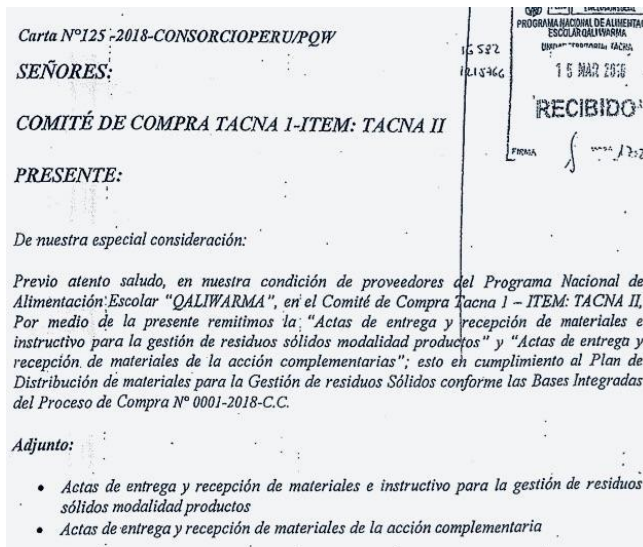 Carta N°125 -2018-CONSORCIOPERU/PQW
PROGRAMA NACIONAL DE ALIMENTAC
ESCOLAR QALIWARMA
TACNA
16582
1215766
15 MAR 2018
RECIBIDO
FIRMA
SEÑORES:
COMITÉ DE COMPRA TACNA 1-ITEM: TACNA II
PRESENTE:
De nuestra especial consideración:
Previo atento saludo, en nuestra condición de proveedores del Programa Nacional de
Alimentación Escolar "QALIWARMA", en el Comité de Compra Tacna 1 – ITEM: TACNA II,
Por medio de la presente remitimos la "Actas de entrega y recepción de materiales e
instructivo para la gestión de residuos sólidos modalidad productos" y "Actas de entrega y
recepción de materiales de la acción complementarias"; esto en cumplimiento al Plan de
Distribución de materiales para la Gestión de residuos Sólidos conforme las Bases Integradas
del Proceso de Compra N° 0001-2018-C.C.
Adjunto:
• Actas de entrega y recepción de materiales e instructivo para la gestión de residuos
sólidos modalidad productos
• Actas de entrega y recepción de materiales de la acción complementaria